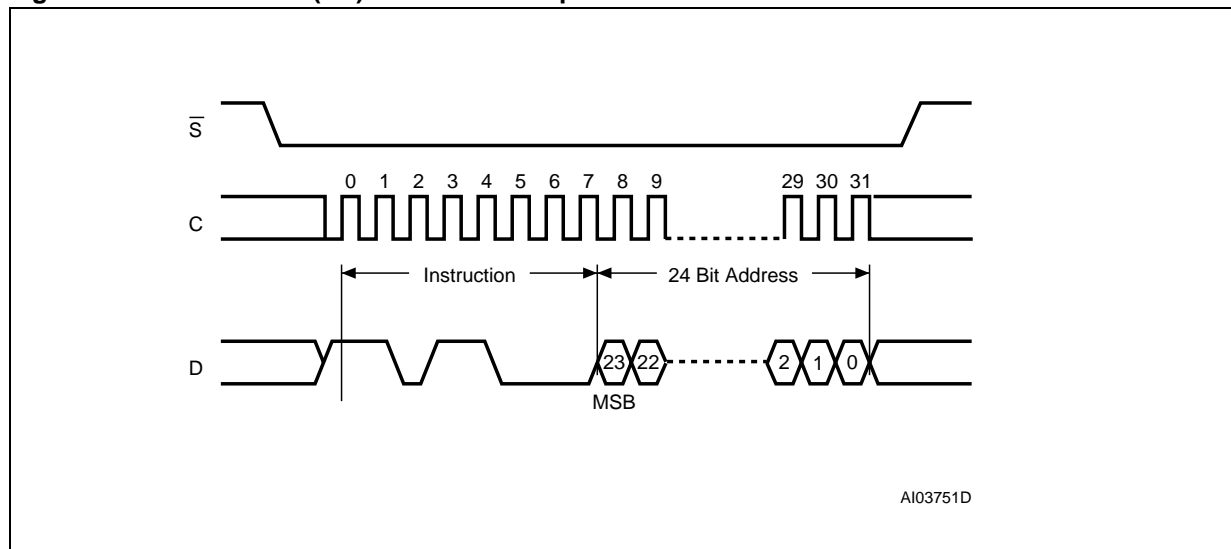 S̅
0 1 2 3 4 5 6 7 8 9 29 30 31
C
Instruction 24 Bit Address
D
23 22 2 1 0
MSB
AI03751D